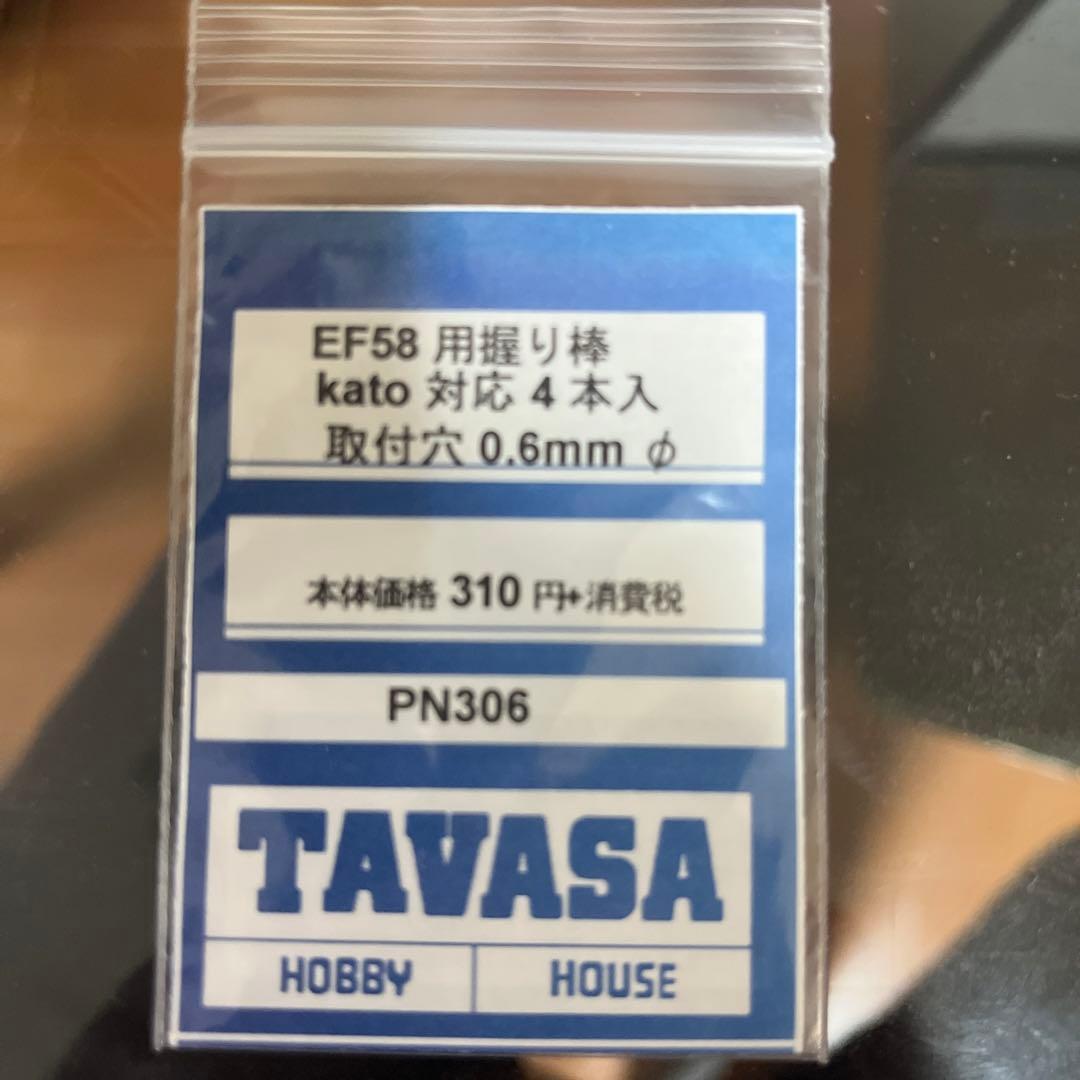 EF58 用握り棒
kato 対応 4 本入
取付穴 0.6mm φ
本体価格 310 円+消費税
PN306
TAVASA
HOBBY HOUSE